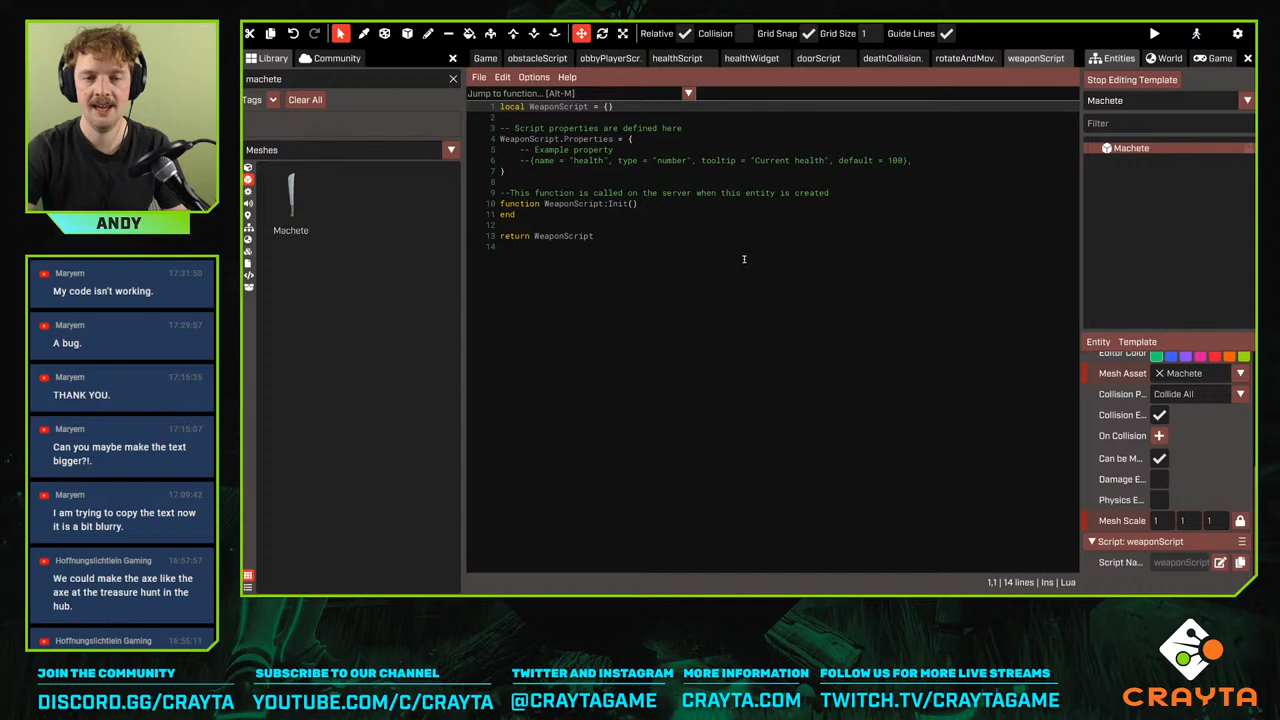 Relative
Collision
Grid Snap
Grid Size
1
Guide Lines
Library
Community
Game
obstacleScript
obbyPlayerScr.
healthScript
healthWidget
doorScript
deathCollision.
rotateAndMov.
weaponScript
Entities
World
Game
machete
File
Edit
Options
Help
Stop Editing Template
Jump to function... [Alt-M]
Tags
Clear All
Machete
Filter
Meshes
Machete
Machete
1 local WeaponScript = {}
2
3 -- Script properties are defined here
4 WeaponScript.Properties = {
5 -- Example property
6 --{name = "health", type = "number", tooltip = "Current health", default = 100},
7 }
8
9 --This function is called on the server when this entity is created
10 function WeaponScript:Init()
11 end
12
13 return WeaponScript
14
Entity
Template
Editor Color
Mesh Asset
Machete
Collision P...
Collide All
Collision E...
On Collision
Can be M...
Damage E...
Physics E...
Mesh Scale
1
1
1
Script: weaponScript
Script Na...
weaponScript
1,1 | 14 lines | Ins | Lua
ANDY
Maryem 17:31:50
My code isn't working.
Maryem 17:29:57
A bug.
Maryem 17:15:35
THANK YOU.
Maryem 17:15:07
Can you maybe make the text
bigger?!.
Maryem 17:09:42
I am trying to copy the text now
it is a bit blurry.
Hoffnungslichtlein Gaming 16:57:57
We could make the axe like the
axe at the treasure hunt in the
hub.
Hoffnungslichtlein Gaming 16:55:11
JOIN THE COMMUNITY
DISCORD.GG/CRAYTA
SUBSCRIBE TO OUR CHANNEL
YOUTUBE.COM/C/CRAYTA
TWITTER AND INSTAGRAM
@CRAYTAGAME
MORE INFORMATION
CRAYTA.COM
FOLLOW US FOR MORE LIVE STREAMS
TWITCH.TV/CRAYTAGAME
CRAYTA